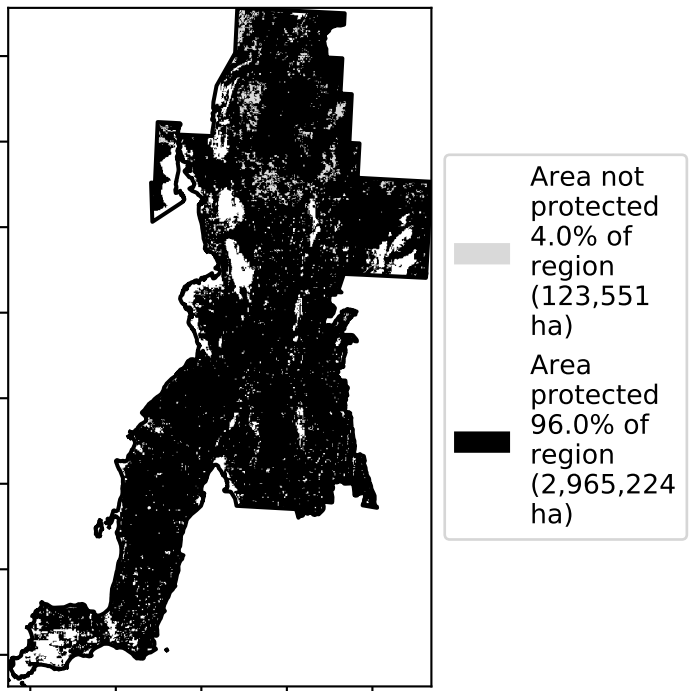 Area not
protected
4.0% of
region
(123,551
ha)
Area
protected
96.0% of
region
(2,965,224
ha)